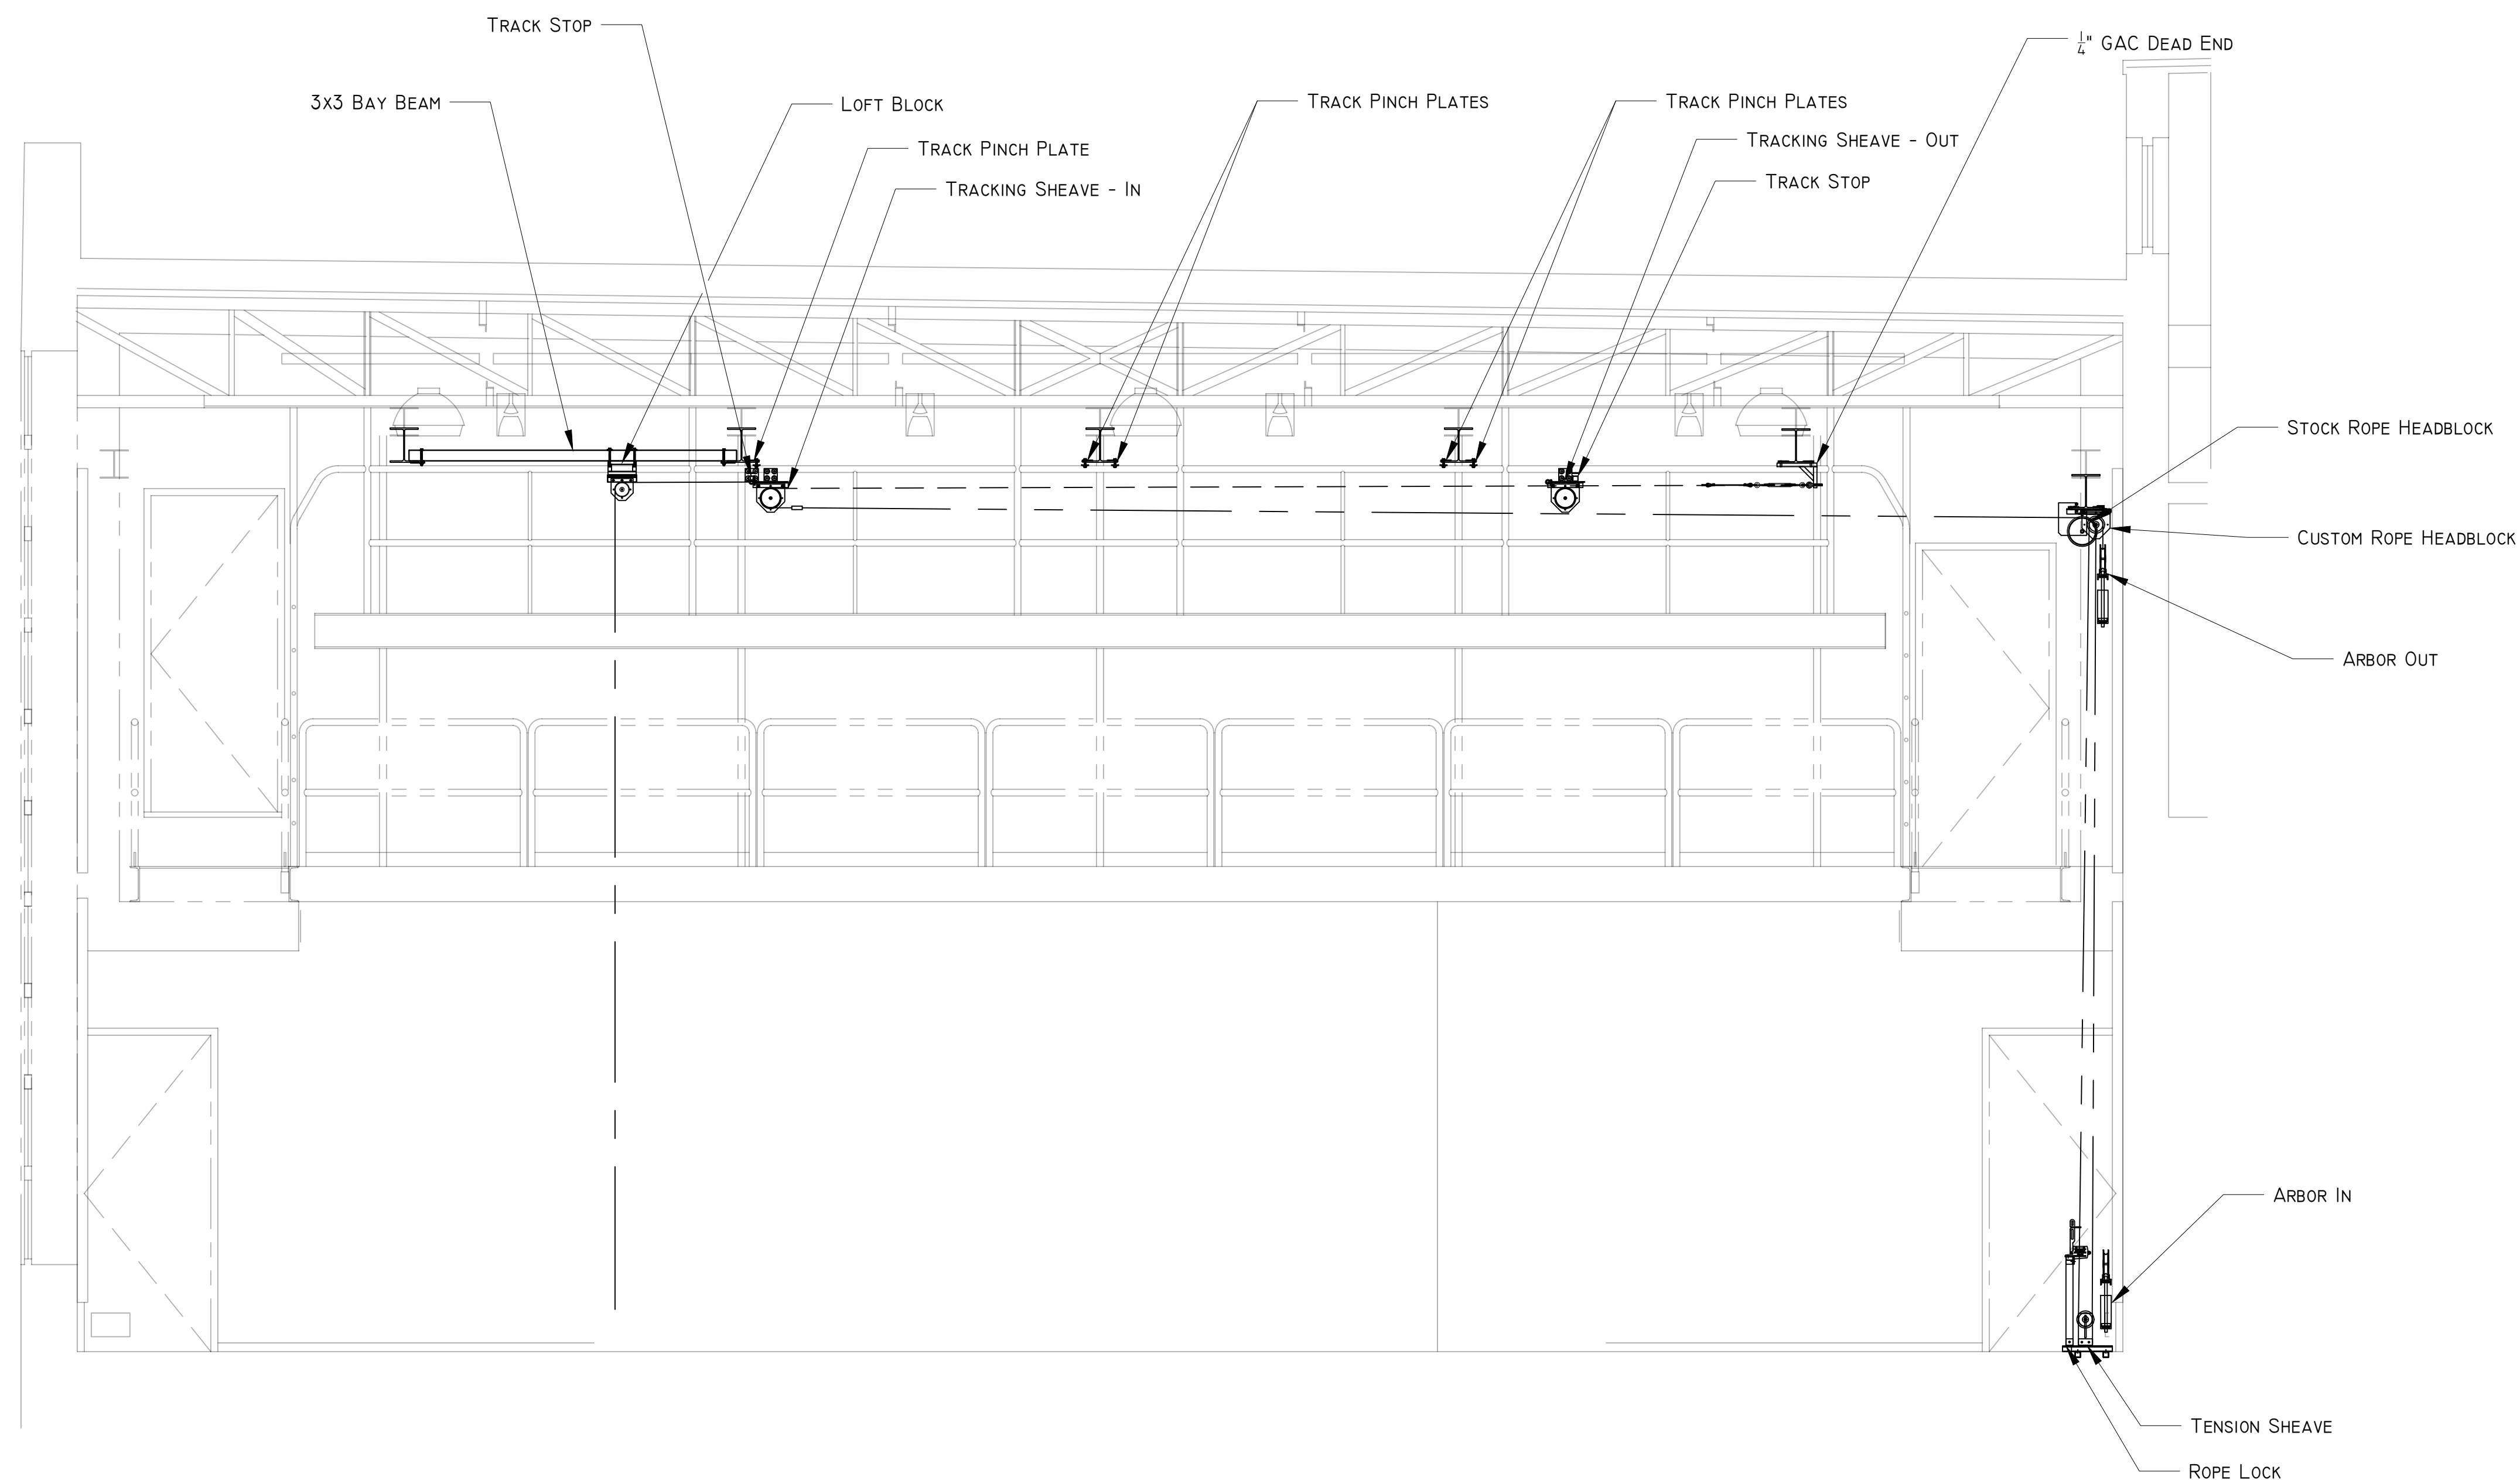 Track Stop
¼" GAC Dead End
3x3 Bay Beam
Loft Block
Track Pinch Plates
Track Pinch Plates
Tracking Sheave - Out
Track Pinch Plate
Track Stop
Tracking Sheave - In
Stock Rope Headblock
Custom Rope Headblock
Arbor Out
Arbor In
Tension Sheave
Rope Lock